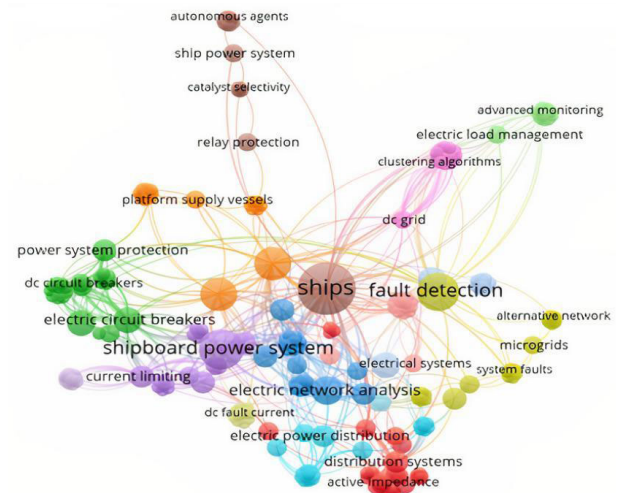 autonomous agents
ship power system
catalyst selectivity
advanced monitoring
electric load management
relay protection
clustering algorithms
platform supply vessels
dc grid
power system protection
dc circuit breakers
ships
fault detection
electric circuit breakers
alternative network
shipboard power system
microgrids
electrical systems
system faults
current limiting
electric network analysis
dc fault current
electric power distribution
distribution systems
active impedance